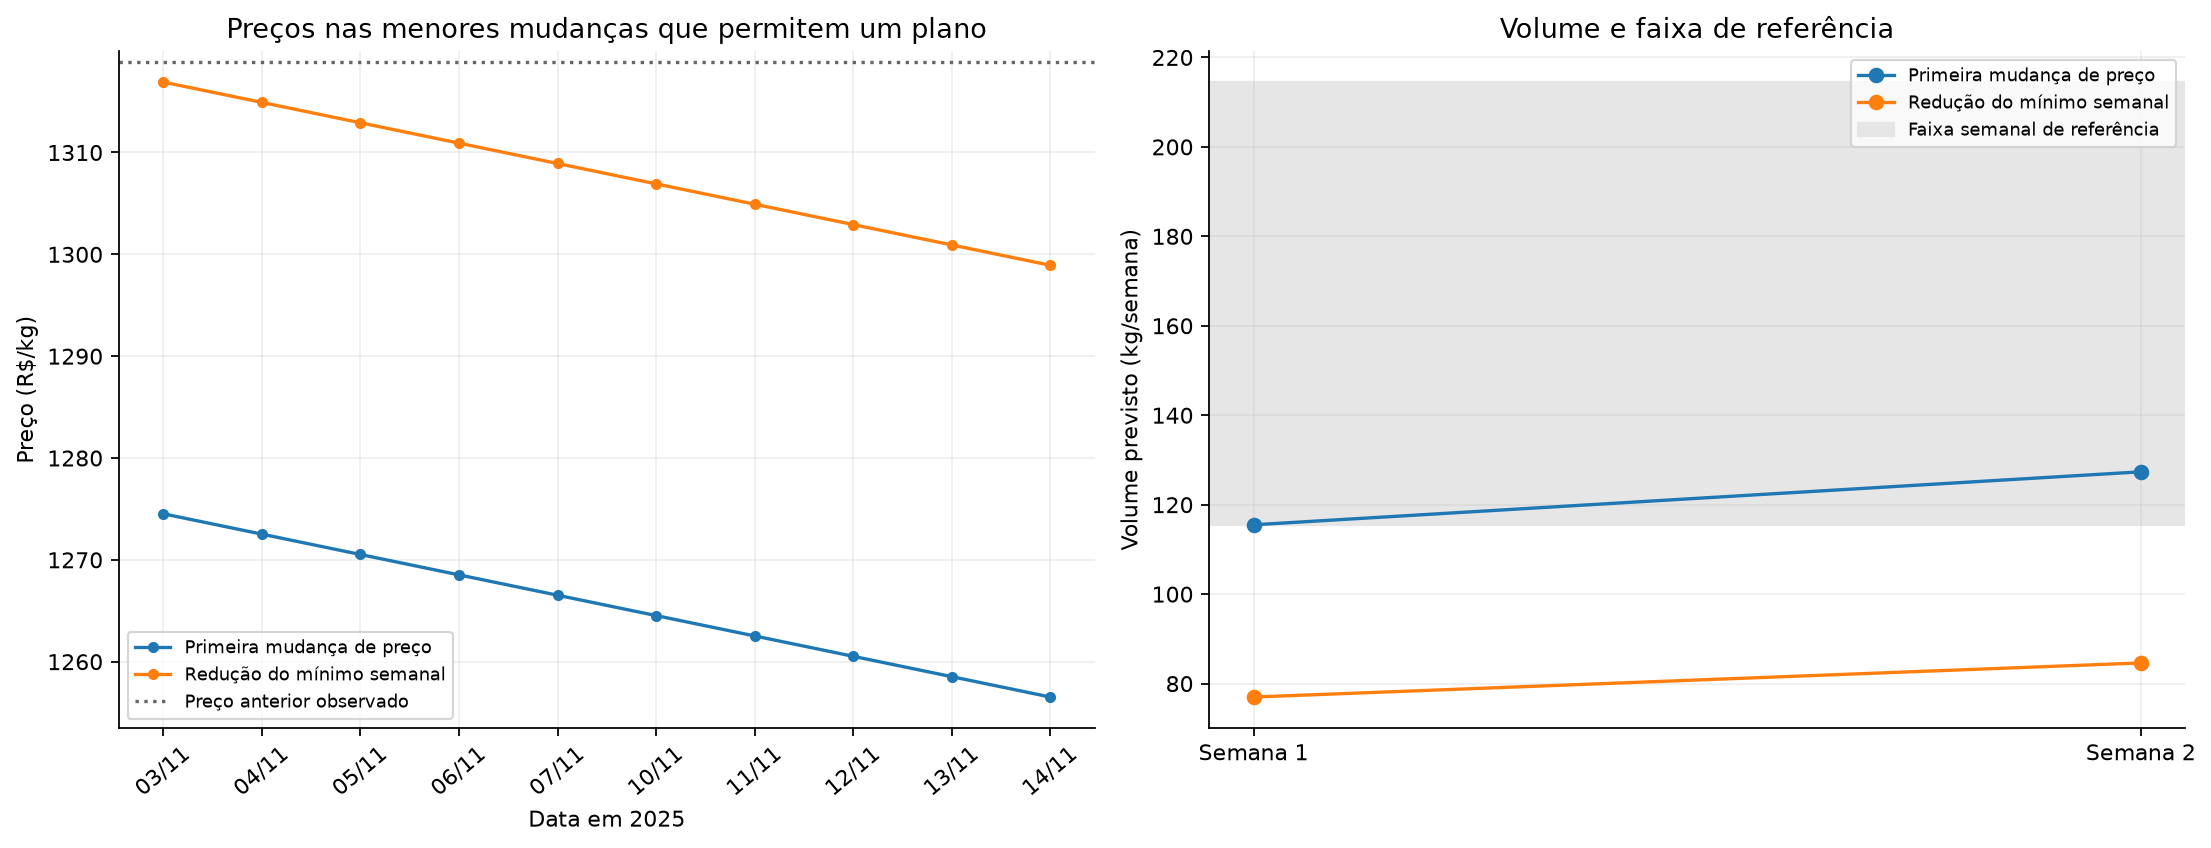 Preços nas menores mudanças que permitem um plano
Preço (R$/kg)
1310
1300
1290
1280
1270
1260
Primeira mudança de preço
Redução do mínimo semanal
Preço anterior observado
03/11
04/11
05/11
06/11
07/11
10/11
11/11
12/11
13/11
14/11
Data em 2025
Volume e faixa de referência
Volume previsto (kg/semana)
220
200
180
160
140
120
100
80
Primeira mudança de preço
Redução do mínimo semanal
Faixa semanal de referência
Semana 1
Semana 2